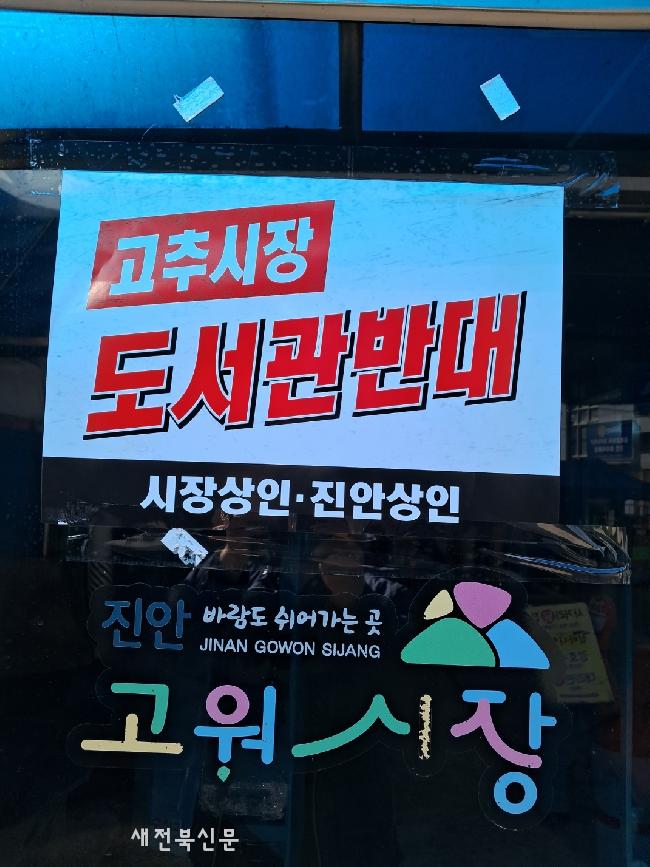 고추시장
도서관반대
시장상인·진안상인
진안 바람도 쉬어가는 곳
JINAN GOWON SIJANG
고원시장
새전북신문